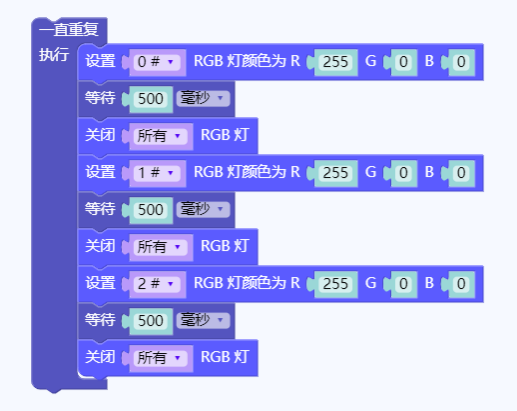 一直重复
执行
设置 0 # RGB 灯颜色为 R 255 G 0 B 0
等待 500 毫秒
关闭 所有 RGB 灯
设置 1 # RGB 灯颜色为 R 255 G 0 B 0
等待 500 毫秒
关闭 所有 RGB 灯
设置 2 # RGB 灯颜色为 R 255 G 0 B 0
等待 500 毫秒
关闭 所有 RGB 灯